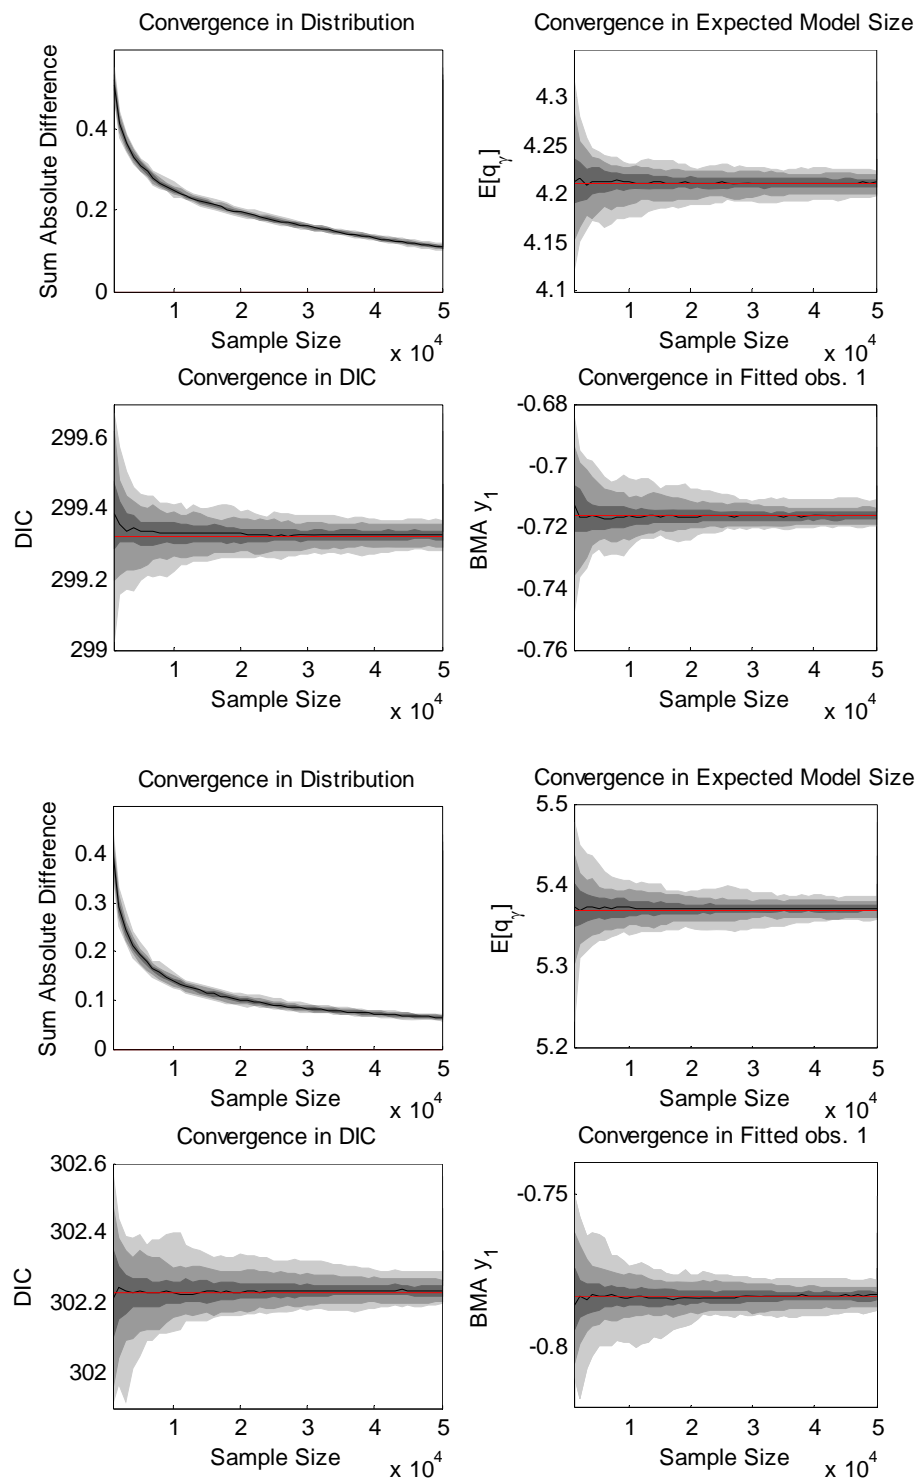 Convergence in Distribution
Sum Absolute Difference
0.4
0.2
0
1 2 3 4 5
Sample Size
x 10^4
Convergence in Expected Model Size
E[q_γ]
4.3
4.25
4.2
4.15
4.1
1 2 3 4 5
Sample Size
x 10^4
Convergence in DIC
DIC
299.6
299.4
299.2
299
1 2 3 4 5
Sample Size
x 10^4
Convergence in Fitted obs. 1
BMA y_1
-0.68
-0.7
-0.72
-0.74
-0.76
1 2 3 4 5
Sample Size
x 10^4
Convergence in Distribution
Sum Absolute Difference
0.4
0.3
0.2
0.1
0
1 2 3 4 5
Sample Size
x 10^4
Convergence in Expected Model Size
E[q_γ]
5.5
5.4
5.3
5.2
1 2 3 4 5
Sample Size
x 10^4
Convergence in DIC
DIC
302.6
302.4
302.2
302
1 2 3 4 5
Sample Size
x 10^4
Convergence in Fitted obs. 1
BMA y_1
-0.75
-0.8
1 2 3 4 5
Sample Size
x 10^4